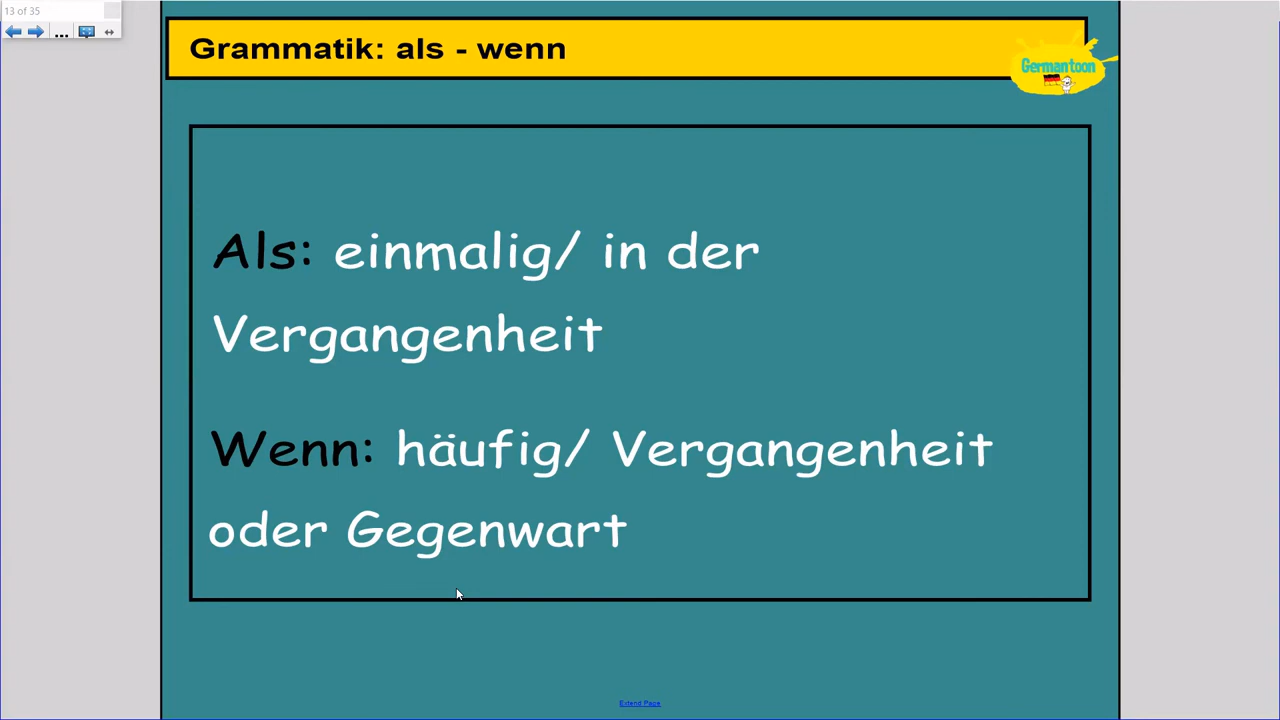 13 of 35
...
Grammatik: als - wenn
Germantoon
Als: einmalig/ in der
Vergangenheit
Wenn: häufig/ Vergangenheit
oder Gegenwart
Extend Page